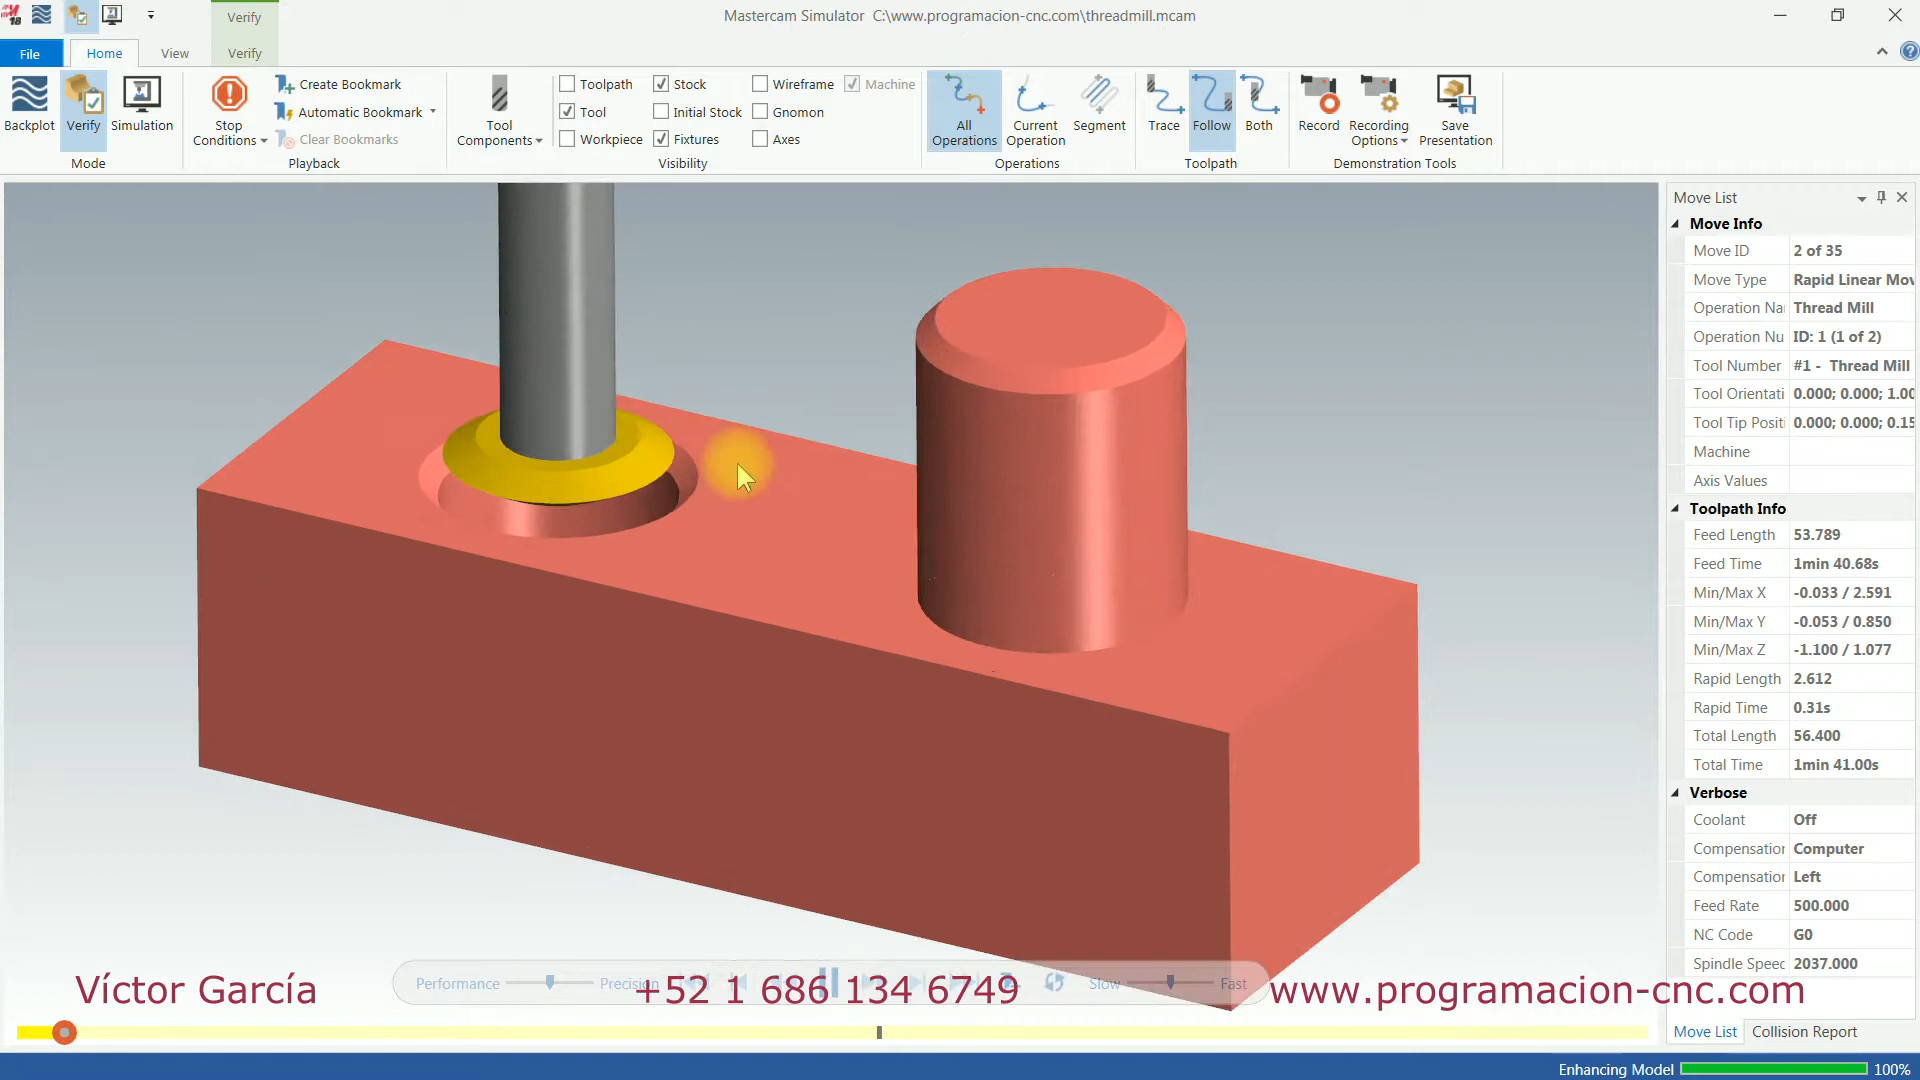 18
Verify
Mastercam Simulator C:\www.programacion-cnc.com\threadmill.mcam
File
Home
View
Verify
Backplot
Verify
Simulation
Mode
Stop
Conditions
Create Bookmark
Automatic Bookmark
Clear Bookmarks
Playback
Tool
Components
Toolpath
Stock
Wireframe
Machine
Tool
Initial Stock
Gnomon
Workpiece
Fixtures
Axes
Visibility
All
Operations
Current
Operation
Segment
Operations
Trace
Follow
Both
Toolpath
Record
Recording
Options
Save
Presentation
Demonstration Tools
Move List
Move Info
Move ID 2 of 35
Move Type Rapid Linear Mov
Operation Na Thread Mill
Operation Nu ID: 1 (1 of 2)
Tool Number #1 - Thread Mill
Tool Orientati 0.000; 0.000; 1.00
Tool Tip Positi 0.000; 0.000; 0.15
Machine
Axis Values
Toolpath Info
Feed Length 53.789
Feed Time 1min 40.68s
Min/Max X -0.033 / 2.591
Min/Max Y -0.053 / 0.850
Min/Max Z -1.100 / 1.077
Rapid Length 2.612
Rapid Time 0.31s
Total Length 56.400
Total Time 1min 41.00s
Verbose
Coolant Off
Compensation Computer
Compensation Left
Feed Rate 500.000
NC Code G0
Spindle Speed 2037.000
Performance
Precision
Slow
Fast
Víctor García +52 1 686 134 6749 www.programacion-cnc.com
Move List
Collision Report
Enhancing Model 100%